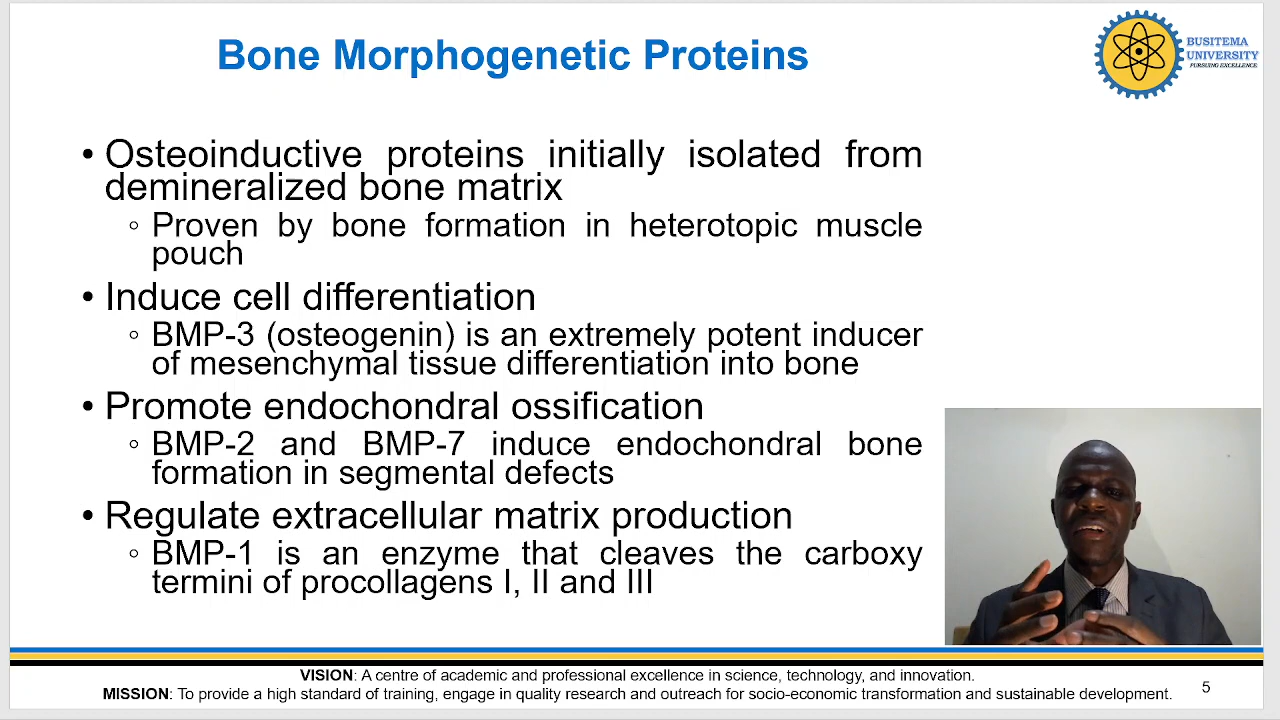 Bone Morphogenetic Proteins
BUSITEMA
UNIVERSITY
PURSUING EXCELLENCE
• Osteoinductive proteins initially isolated from
demineralized bone matrix
◦ Proven by bone formation in heterotopic muscle
pouch
• Induce cell differentiation
◦ BMP-3 (osteogenin) is an extremely potent inducer
of mesenchymal tissue differentiation into bone
• Promote endochondral ossification
◦ BMP-2 and BMP-7 induce endochondral bone
formation in segmental defects
• Regulate extracellular matrix production
◦ BMP-1 is an enzyme that cleaves the carboxy
termini of procollagens I, II and III
VISION: A centre of academic and professional excellence in science, technology, and innovation.
MISSION: To provide a high standard of training, engage in quality research and outreach for socio-economic transformation and sustainable development.
5